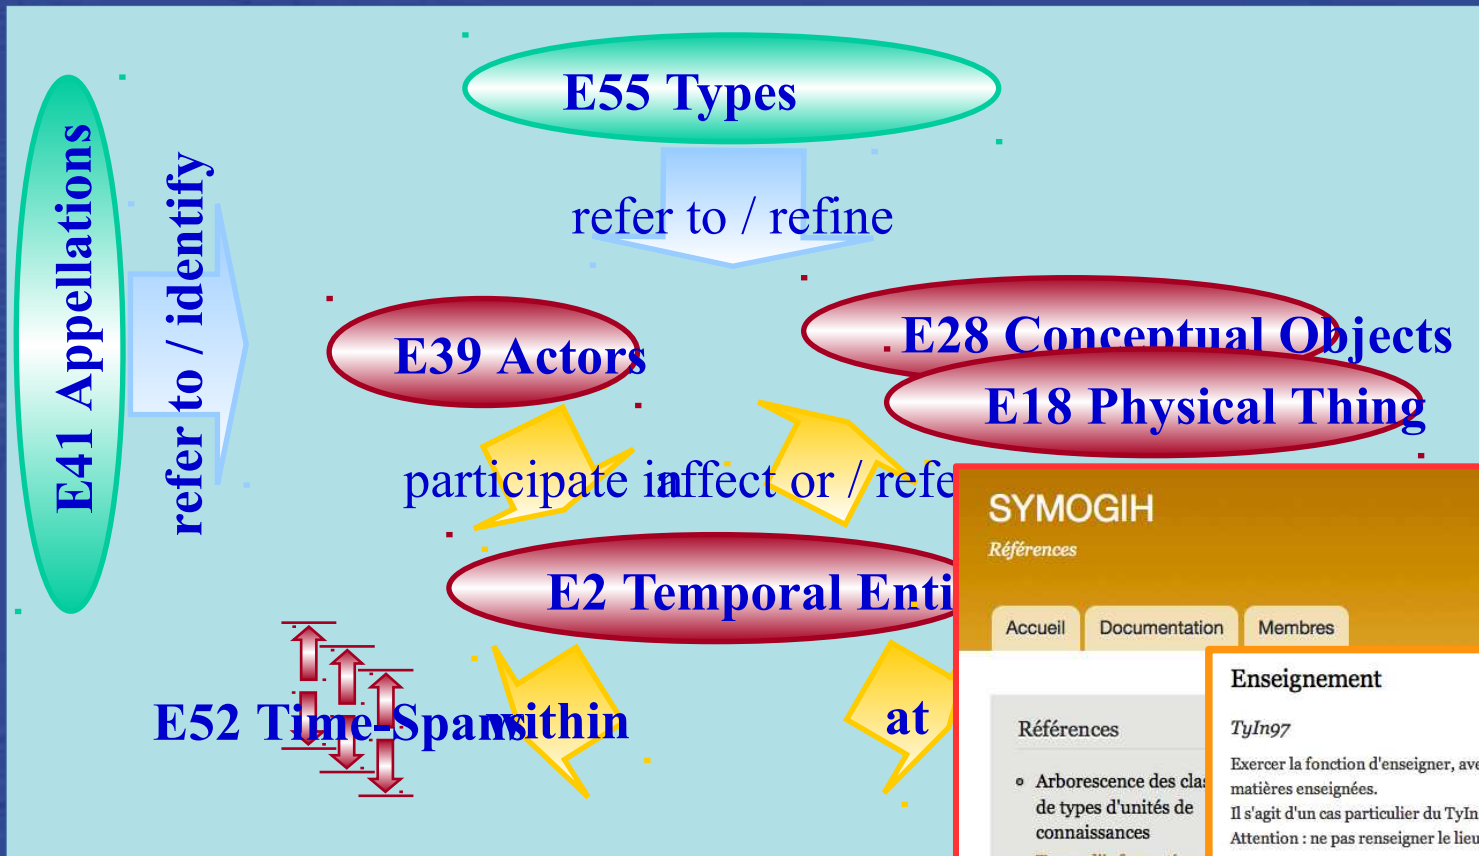 E55 Types
E41 Appellations
refer to / identify
refer to / refine
E39 Actors
E28 Conceptual Objects
E18 Physical Thing
participate in
affect or / refe
E2 Temporal Enti
E52 Time-Spans
within
at
SYMOGIH
Références
Accueil Documentation Membres
Références
Arborescence des clas
de types d'unités de
connaissances
Enseignement
TyIn97
Exercer la fonction d'enseigner, ave
matières enseignées.
Il s'agit d'un cas particulier du TyIn
Attention : ne pas renseigner le lieu